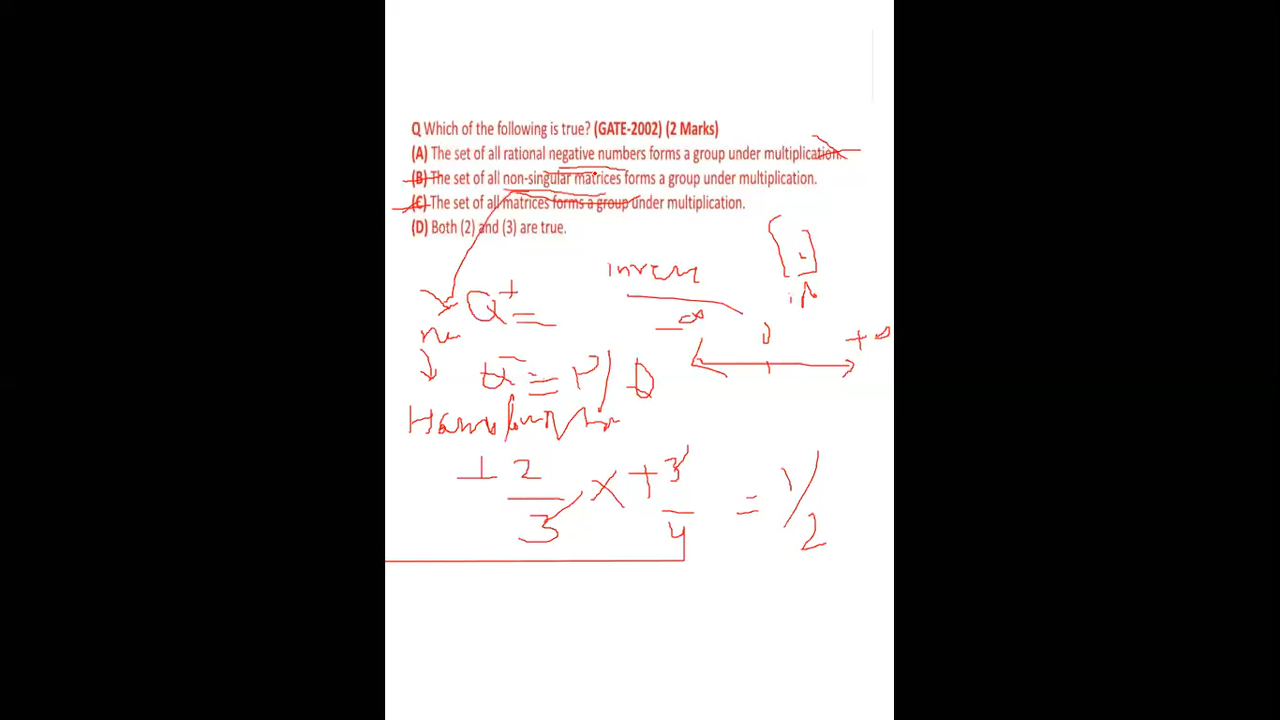 Q Which of the following is true? (GATE-2002) (2 Marks)
(A) The set of all rational negative numbers forms a group under multiplication.
(B) The set of all non-singular matrices forms a group under multiplication.
(C) The set of all matrices forms a group under multiplication.
(D) Both (2) and (3) are true.
Q⁺ =
-∞ 0 +∞
Q⁻ = P/Q
2/3 × +3/4 = 1/2